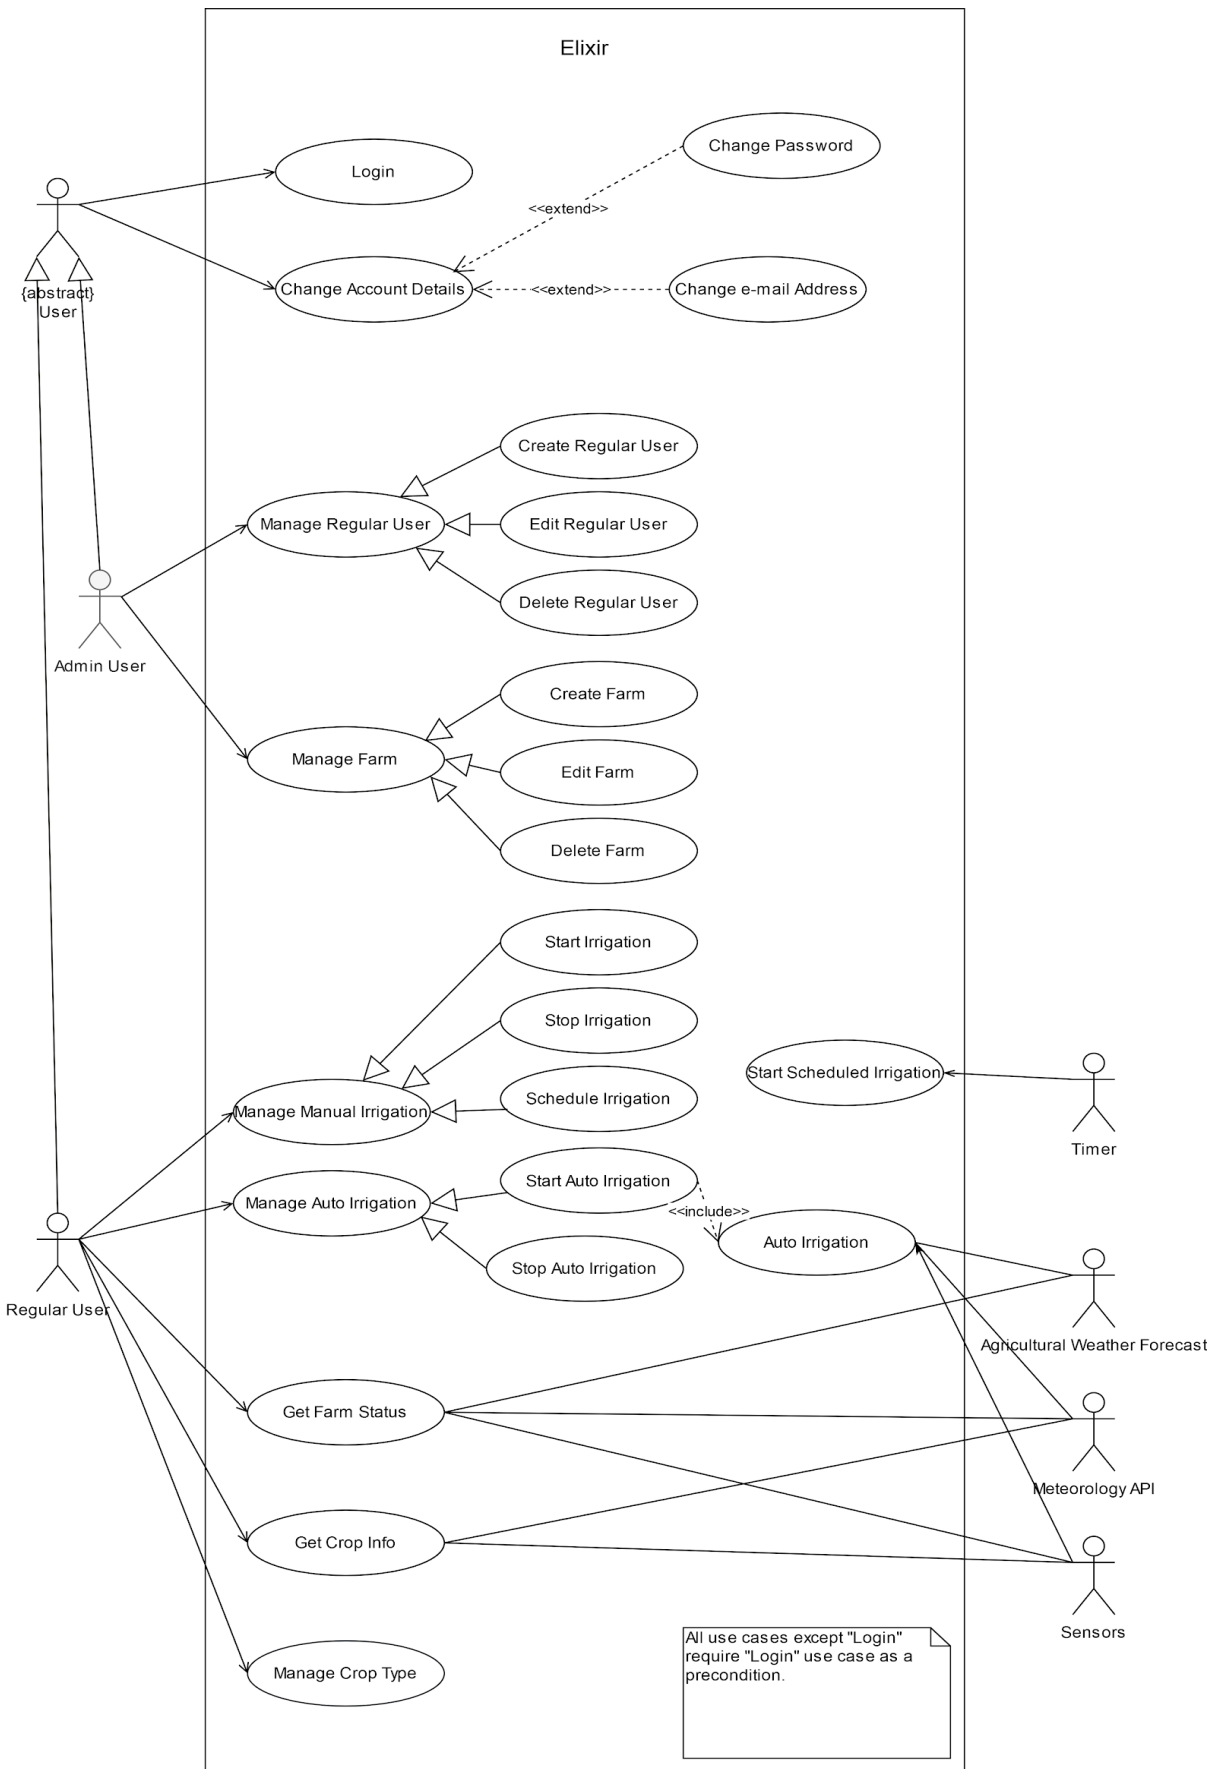 Elixir
Change Password
Login
<<extend>>
Change Account Details
<<extend>>
Change e-mail Address
{abstract}
User
Create Regular User
Manage Regular User
Edit Regular User
Delete Regular User
Admin User
Create Farm
Manage Farm
Edit Farm
Delete Farm
Start Irrigation
Stop Irrigation
Start Scheduled Irrigation
Schedule Irrigation
Manage Manual Irrigation
Timer
Start Auto Irrigation
Manage Auto Irrigation
<<include>>
Auto Irrigation
Stop Auto Irrigation
Regular User
Agricultural Weather Forecast
Get Farm Status
Meteorology API
Get Crop Info
Sensors
All use cases except "Login"
require "Login" use case as a
precondition.
Manage Crop Type